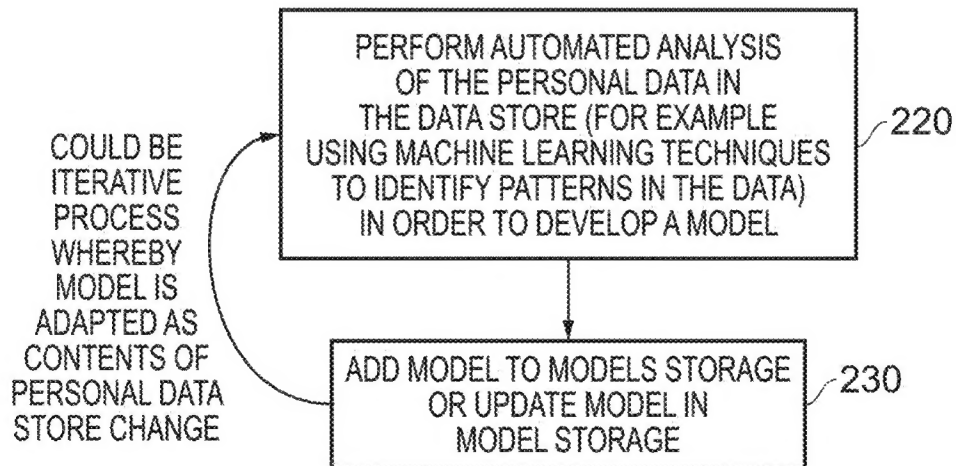 PERFORM AUTOMATED ANALYSIS
OF THE PERSONAL DATA IN
THE DATA STORE (FOR EXAMPLE
USING MACHINE LEARNING TECHNIQUES
TO IDENTIFY PATTERNS IN THE DATA)
IN ORDER TO DEVELOP A MODEL
220
COULD BE
ITERATIVE
PROCESS
WHEREBY
MODEL IS
ADAPTED AS
CONTENTS OF
PERSONAL DATA
STORE CHANGE
ADD MODEL TO MODELS STORAGE
OR UPDATE MODEL IN
MODEL STORAGE
230